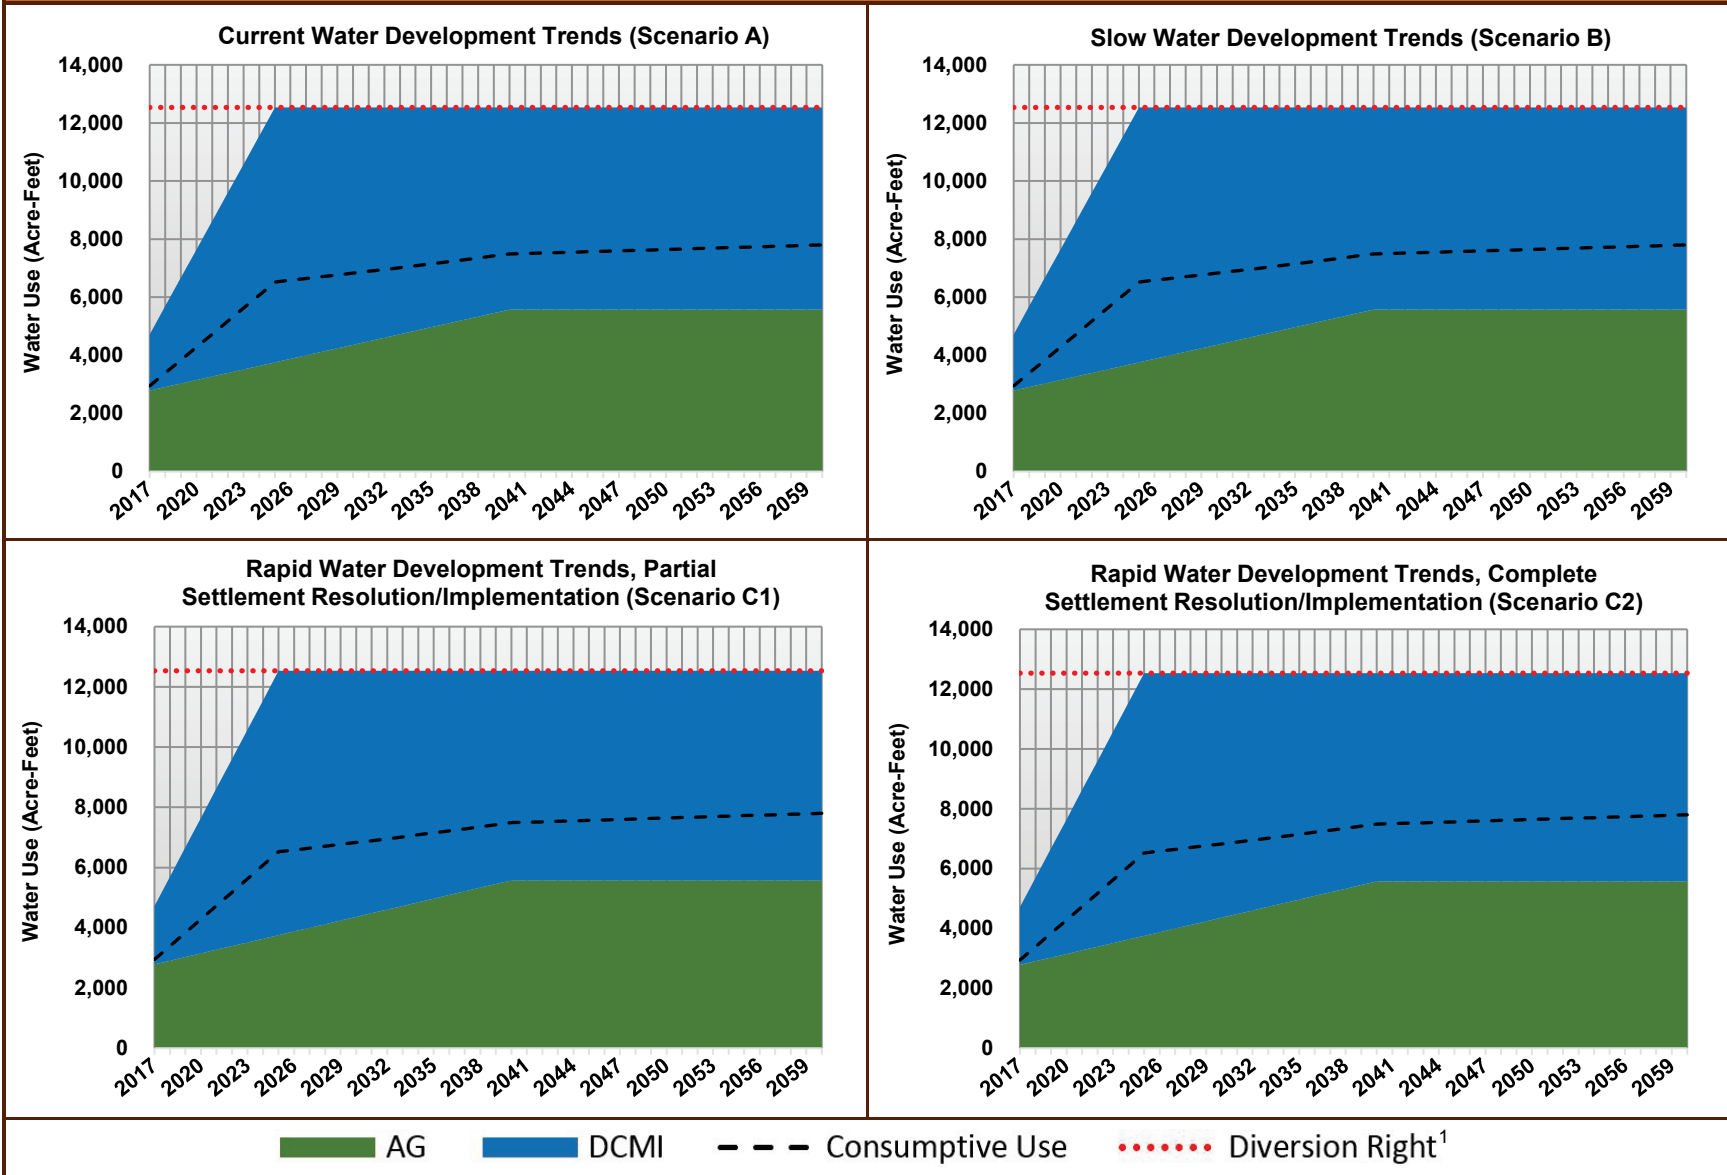 Current Water Development Trends (Scenario A)
Water Use (Acre-Feet)
14,000
12,000
10,000
8,000
6,000
4,000
2,000
0
2017 2020 2023 2026 2029 2032 2035 2038 2041 2044 2047 2050 2053 2056 2059
Slow Water Development Trends (Scenario B)
Water Use (Acre-Feet)
14,000
12,000
10,000
8,000
6,000
4,000
2,000
0
2017 2020 2023 2026 2029 2032 2035 2038 2041 2044 2047 2050 2053 2056 2059
Rapid Water Development Trends, Partial
Settlement Resolution/Implementation (Scenario C1)
Water Use (Acre-Feet)
14,000
12,000
10,000
8,000
6,000
4,000
2,000
0
2017 2020 2023 2026 2029 2032 2035 2038 2041 2044 2047 2050 2053 2056 2059
Rapid Water Development Trends, Complete
Settlement Resolution/Implementation (Scenario C2)
Water Use (Acre-Feet)
14,000
12,000
10,000
8,000
6,000
4,000
2,000
0
2017 2020 2023 2026 2029 2032 2035 2038 2041 2044 2047 2050 2053 2056 2059
AG DCMI Consumptive Use Diversion Right¹